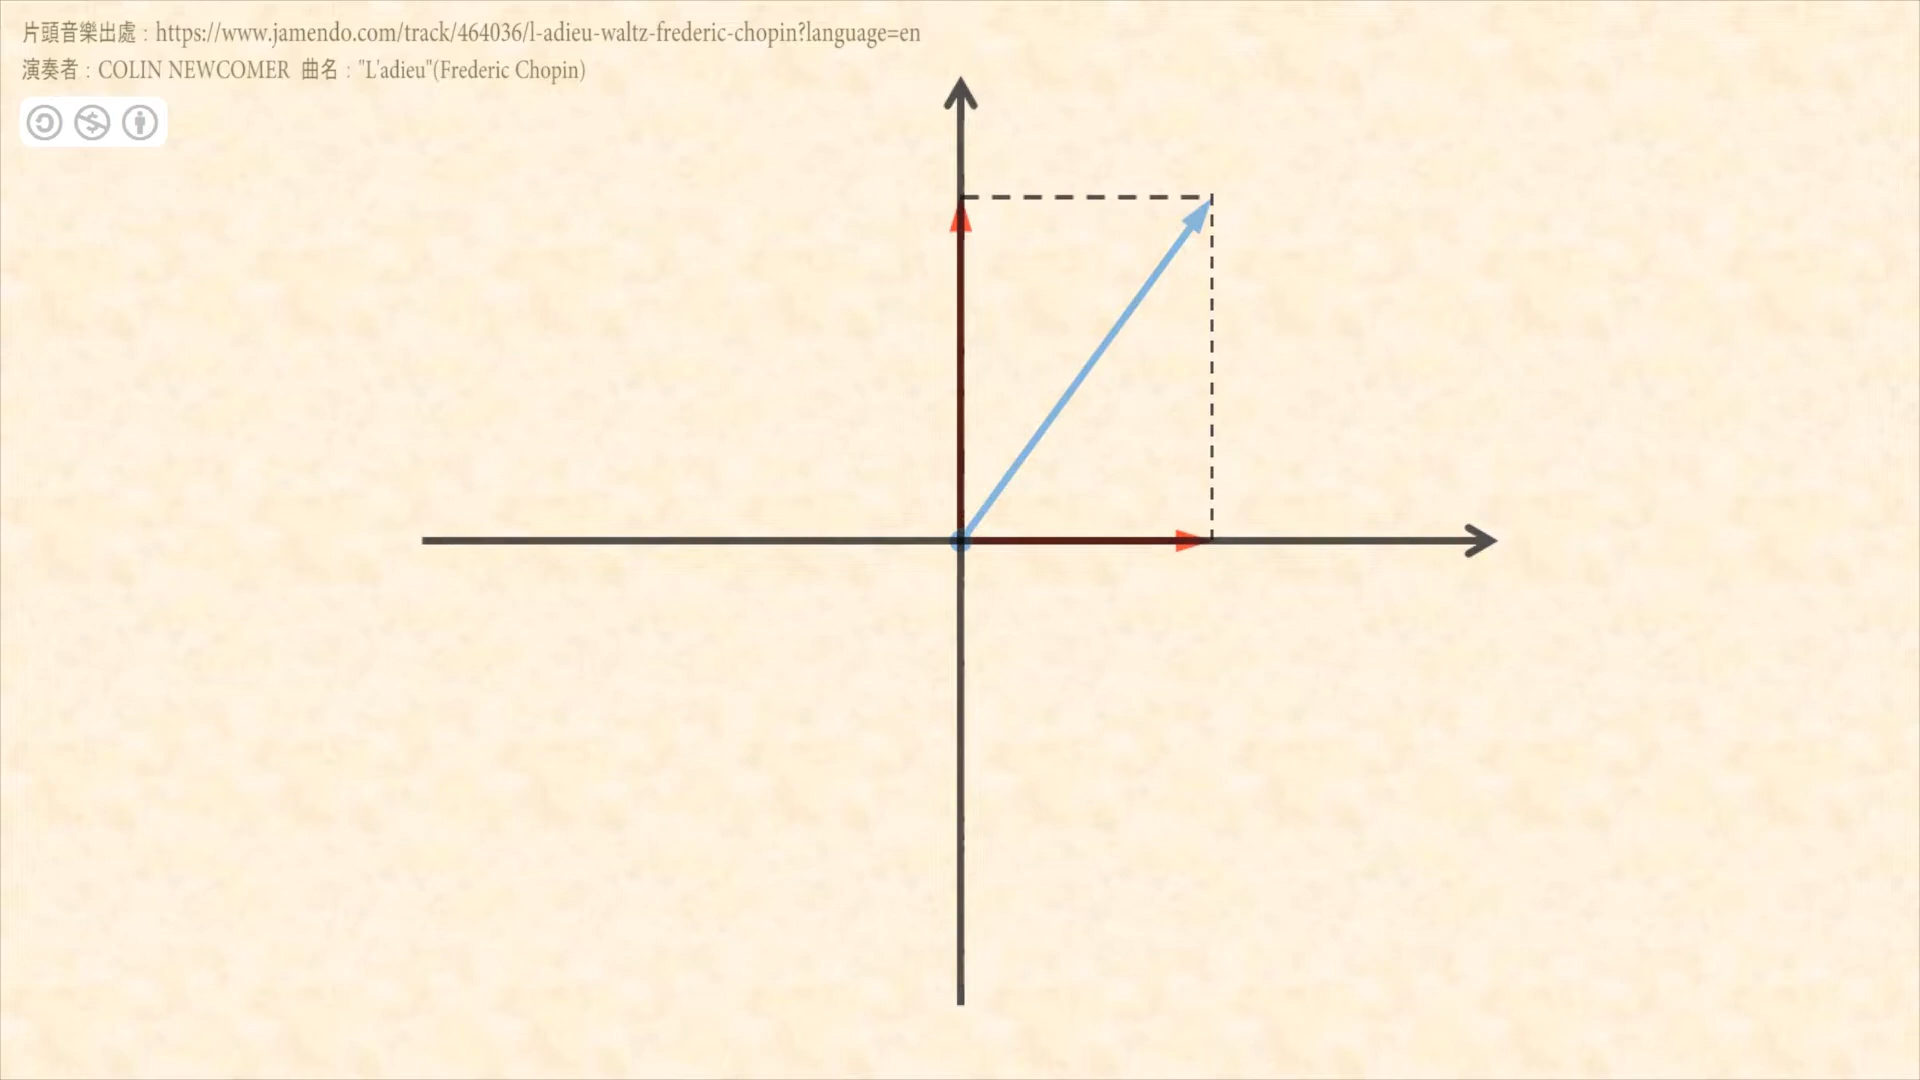 片頭音樂出處：https://www.jamendo.com/track/464036/l-adieu-waltz-frederic-chopin?language=en
演奏者：COLIN NEWCOMER 曲名："L'adieu"(Frederic Chopin)